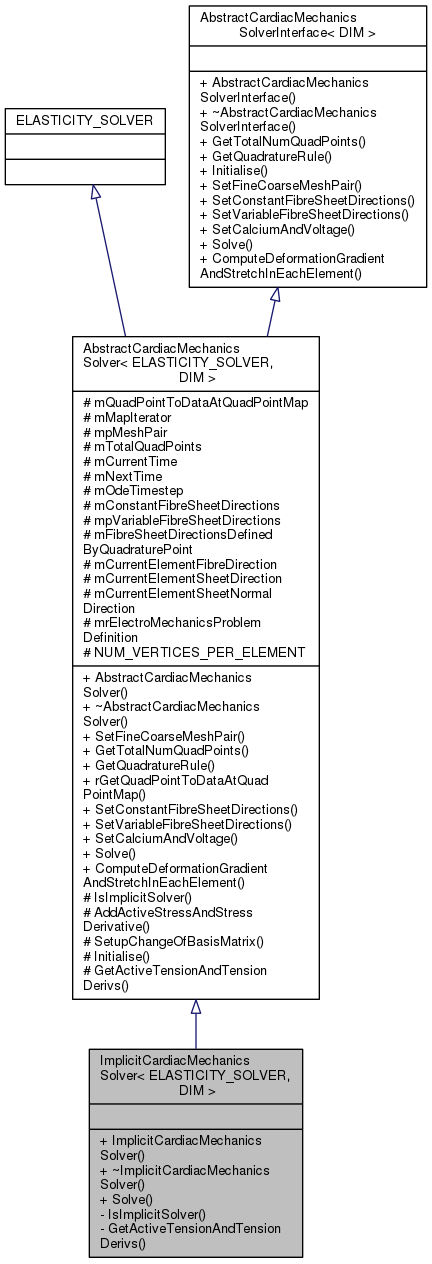 AbstractCardiacMechanics
SolverInterface< DIM >
+ AbstractCardiacMechanics
SolverInterface()
+ ~AbstractCardiacMechanics
SolverInterface()
+ GetTotalNumQuadPoints()
+ GetQuadratureRule()
+ Initialise()
+ SetFineCoarseMeshPair()
+ SetConstantFibreSheetDirections()
+ SetVariableFibreSheetDirections()
+ SetCalciumAndVoltage()
+ Solve()
+ ComputeDeformationGradient
AndStretchInEachElement()
ELASTICITY_SOLVER
AbstractCardiacMechanics
Solver< ELASTICITY_SOLVER,
DIM >
# mQuadPointToDataAtQuadPointMap
# mMapIterator
# mpMeshPair
# mTotalQuadPoints
# mCurrentTime
# mNextTime
# mOdeTimestep
# mConstantFibreSheetDirections
# mpVariableFibreSheetDirections
# mFibreSheetDirectionsDefined
ByQuadraturePoint
# mCurrentElementFibreDirection
# mCurrentElementSheetDirection
# mCurrentElementSheetNormal
Direction
# mrElectroMechanicsProblem
Definition
# NUM_VERTICES_PER_ELEMENT
+ AbstractCardiacMechanics
Solver()
+ ~AbstractCardiacMechanics
Solver()
+ SetFineCoarseMeshPair()
+ GetTotalNumQuadPoints()
+ GetQuadratureRule()
+ rGetQuadPointToDataAtQuad
PointMap()
+ SetConstantFibreSheetDirections()
+ SetVariableFibreSheetDirections()
+ SetCalciumAndVoltage()
+ Solve()
+ ComputeDeformationGradient
AndStretchInEachElement()
# IsImplicitSolver()
# AddActiveStressAndStress
Derivative()
# SetupChangeOfBasisMatrix()
# Initialise()
# GetActiveTensionAndTension
Derivs()
ImplicitCardiacMechanics
Solver< ELASTICITY_SOLVER,
DIM >
+ ImplicitCardiacMechanics
Solver()
+ ~ImplicitCardiacMechanics
Solver()
+ Solve()
- IsImplicitSolver()
- GetActiveTensionAndTension
Derivs()